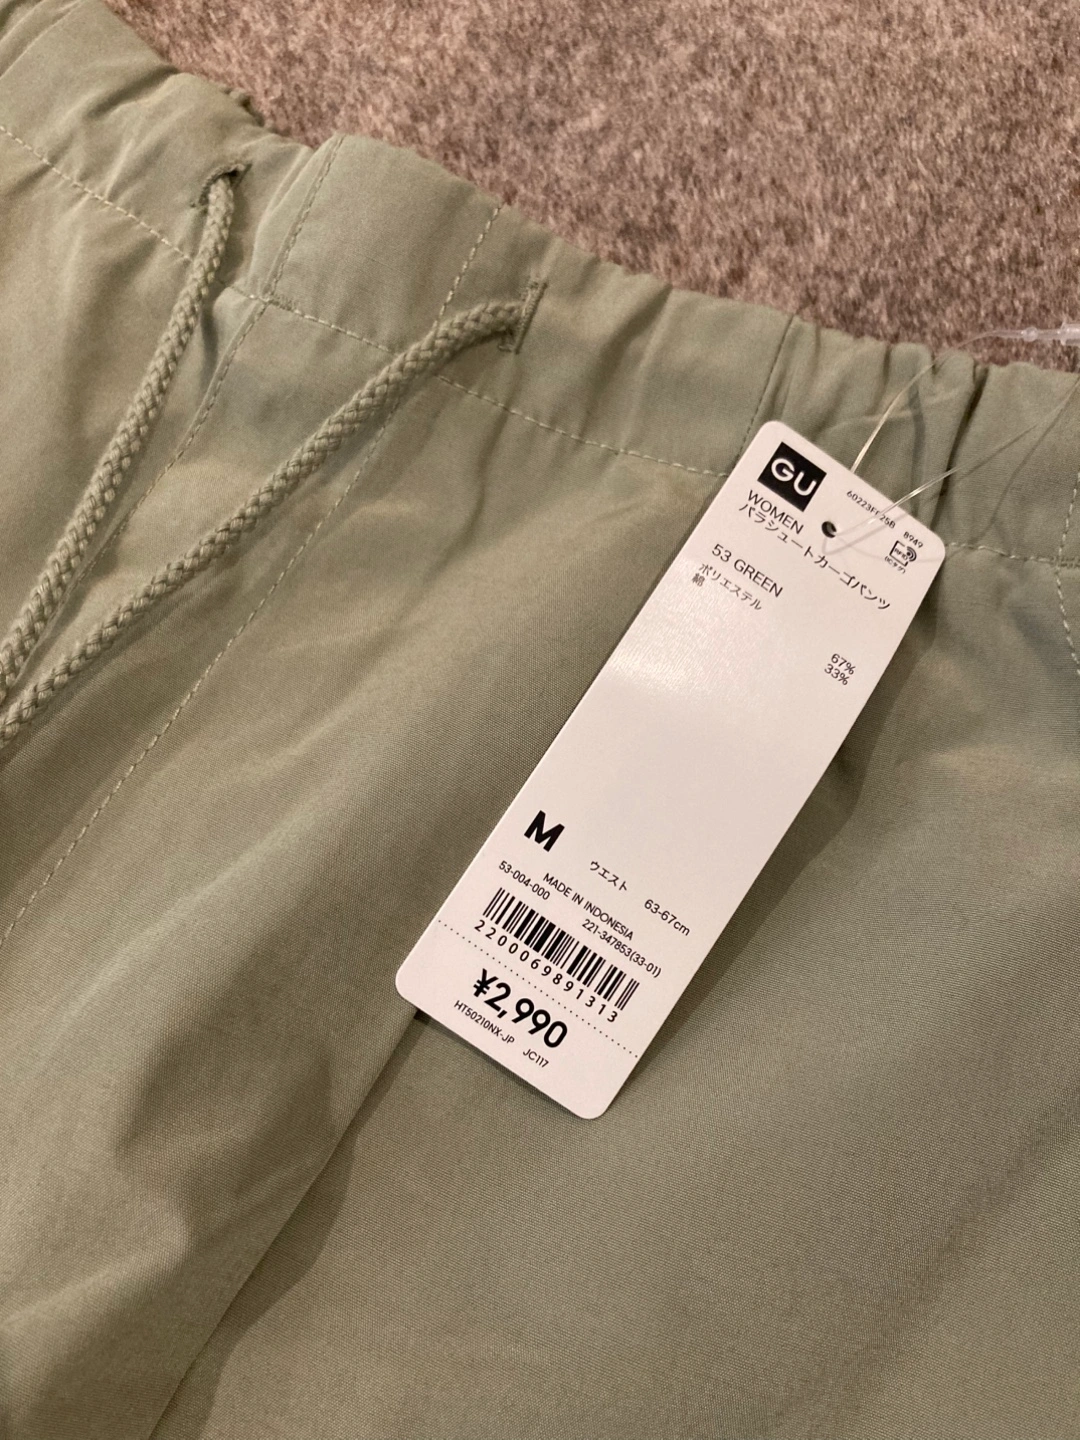 GU
60223FF25B 8949
WOMEN
パラシュートカーゴパンツ
53 GREEN
ポリエステル 67%
綿 33%
M
ウエスト 63-67cm
MADE IN INDONESIA
53-004-000 221-347853(33-01)
2200069891313
¥2,990
HT50210NX-JP JC117